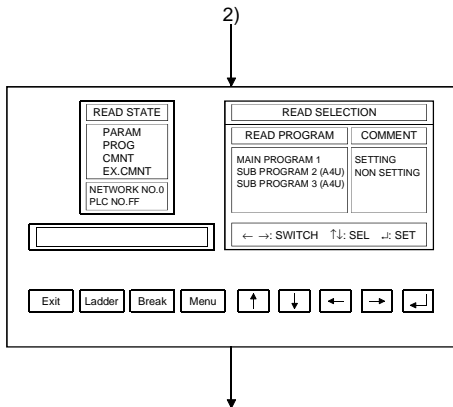 2)
READ STATE
PARAM
PROG
CMNT
EX.CMNT
NETWORK NO.0
PLC NO.FF
READ SELECTION
READ PROGRAM COMMENT
MAIN PROGRAM 1 SETTING
SUB PROGRAM 2 (A4U) NON SETTING
SUB PROGRAM 3 (A4U)
← →: SWITCH ↑↓: SEL ↵: SET
Exit Ladder Break Menu ↑ ↓ ← → ↵